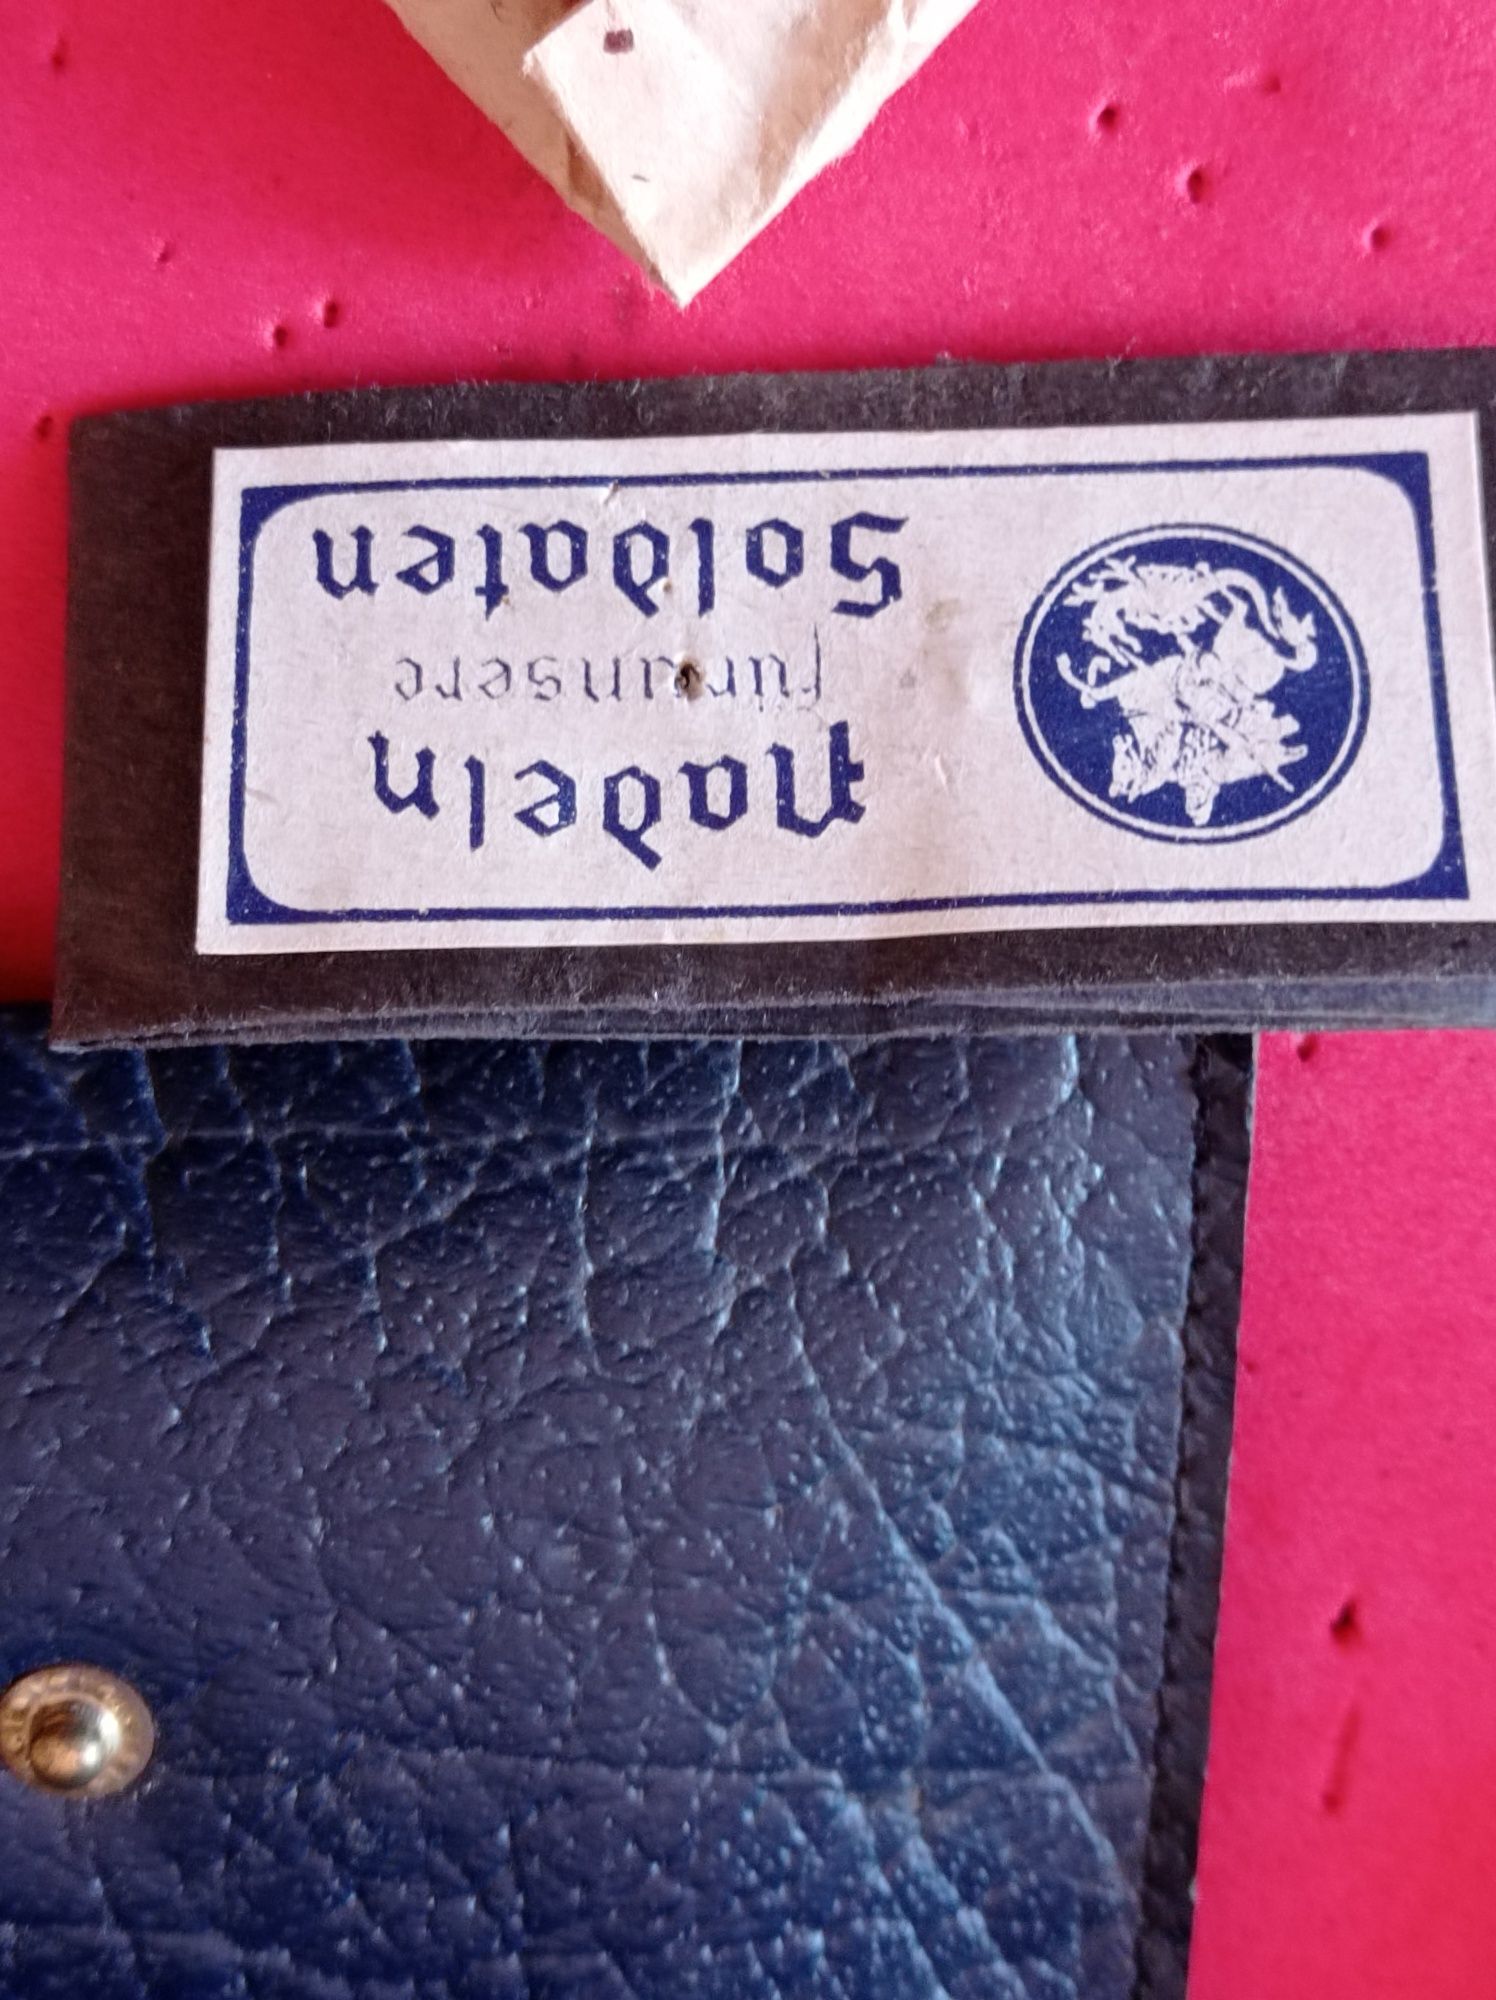 Nadeln
für unsere
Soldaten